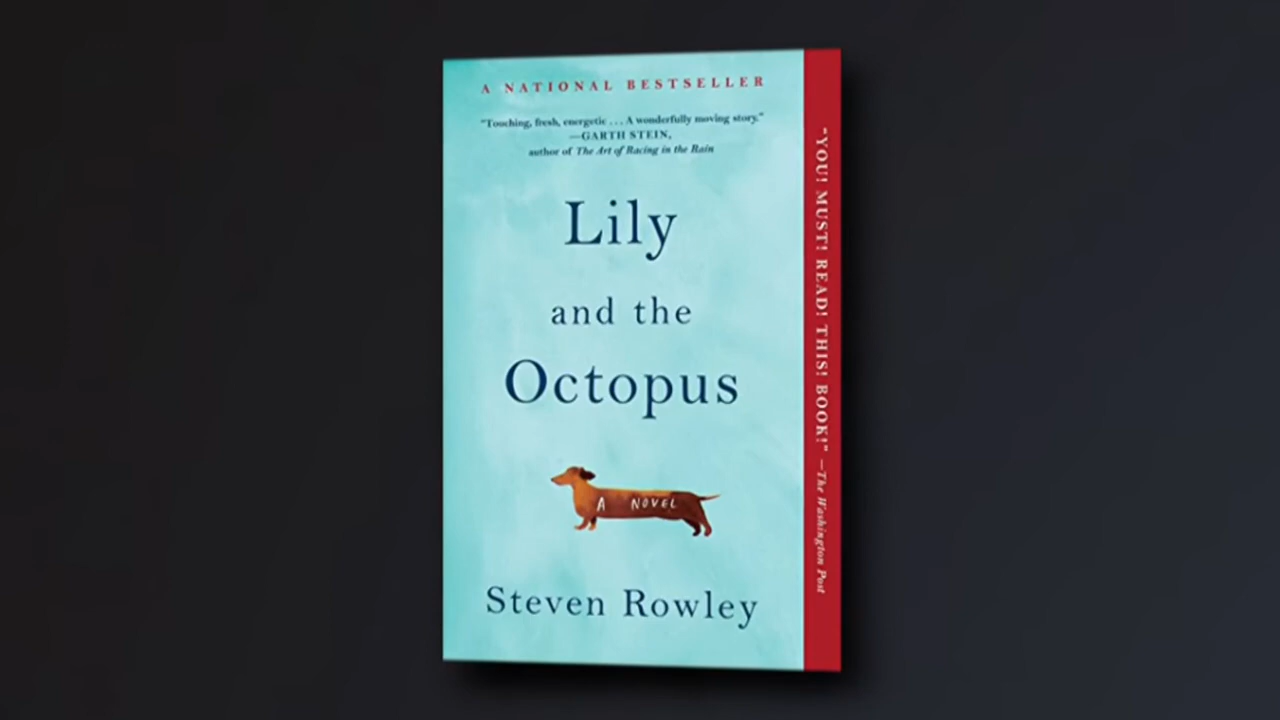 A NATIONAL BESTSELLER
"Touching, fresh, energetic . . . A wonderfully moving story."
—GARTH STEIN,
author of The Art of Racing in the Rain
Lily
and the
Octopus
A NOVEL
Steven Rowley
"YOU! MUST! READ! THIS! BOOK!" —The Washington Post